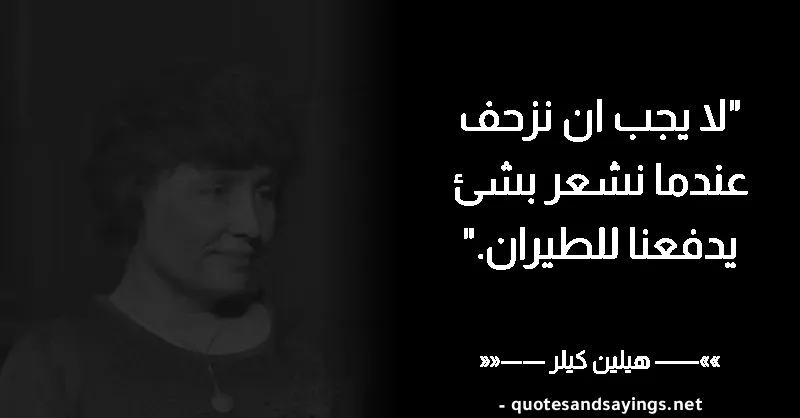 "لا يجب ان نزحف
عندما نشعر بشئ
يدفعنا للطيران."
»»——— هيلين كيلر ———««
- quotesandsayings.net